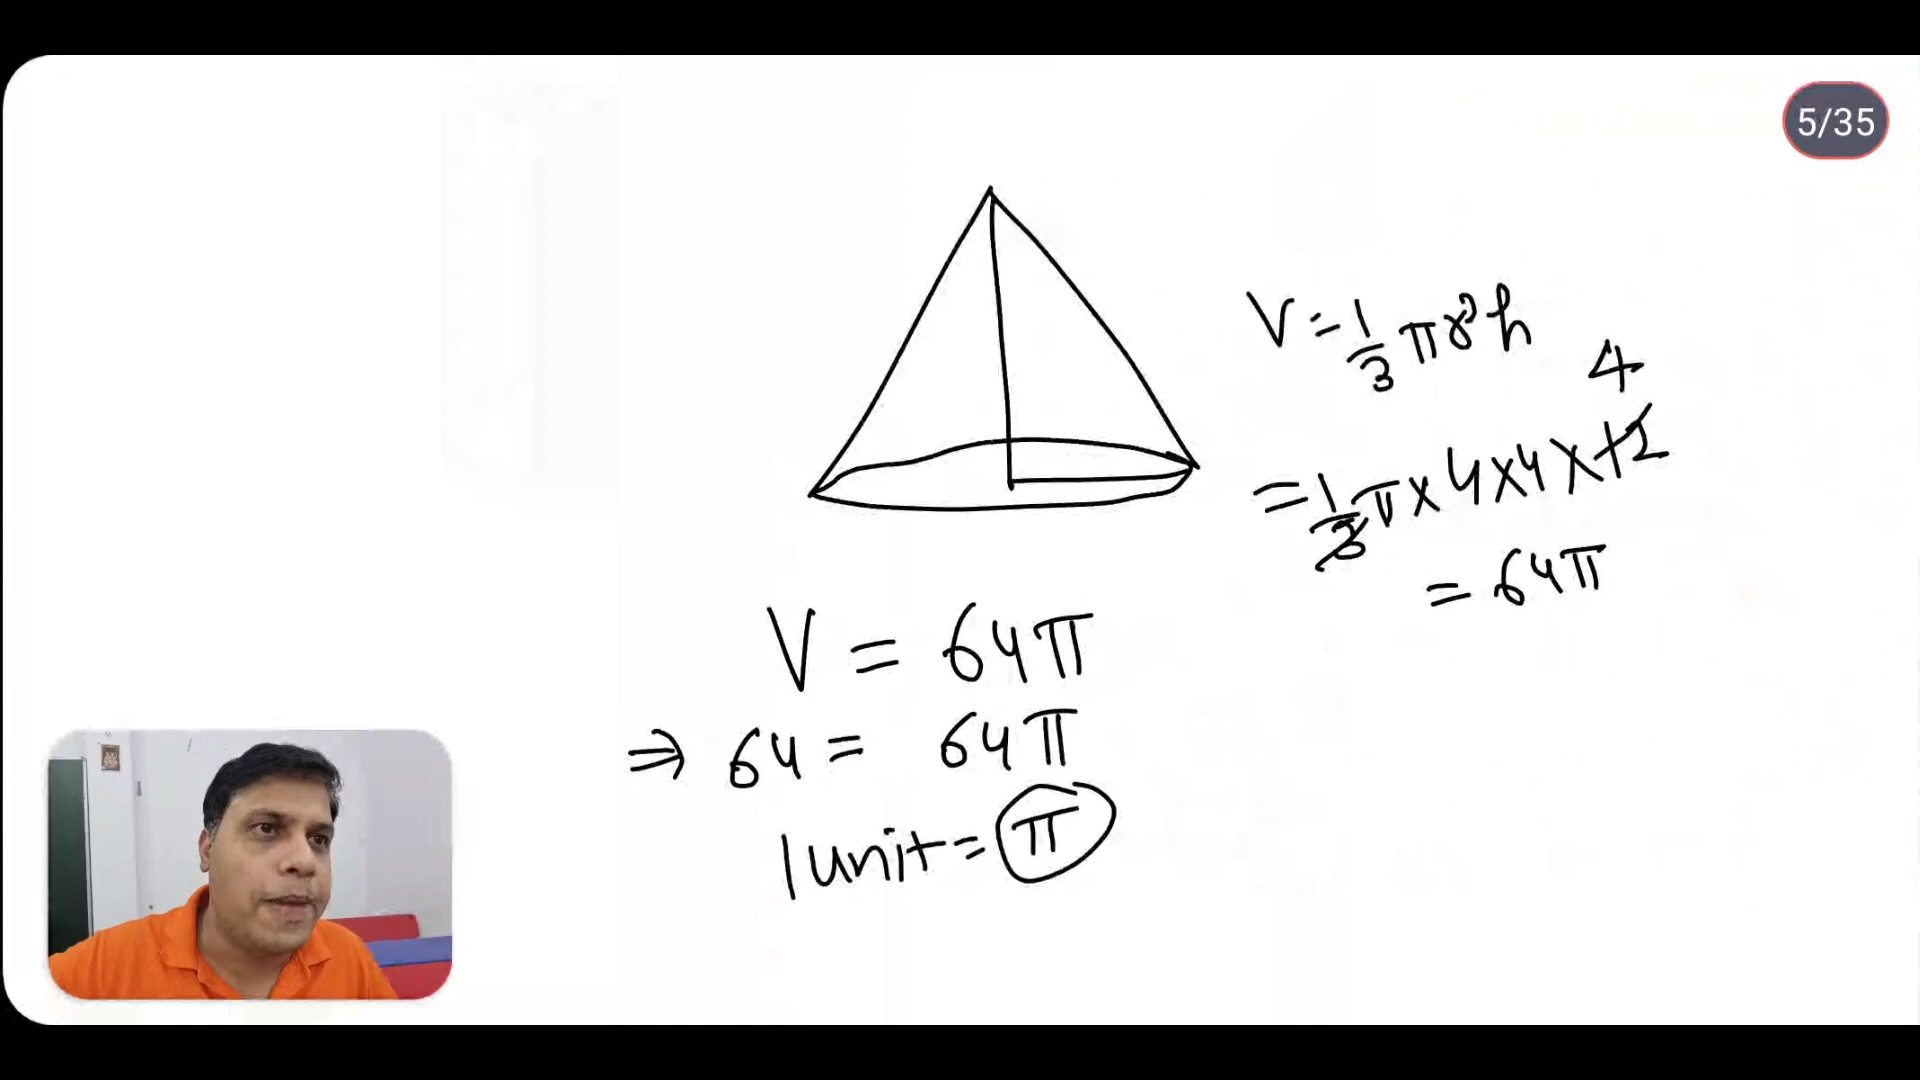 5/35
V = 1/3 πr²h
4
= 1/3 π × 4 × 4 × 12
= 64π
V = 64π
⇒ 64 = 64π
1 unit = π